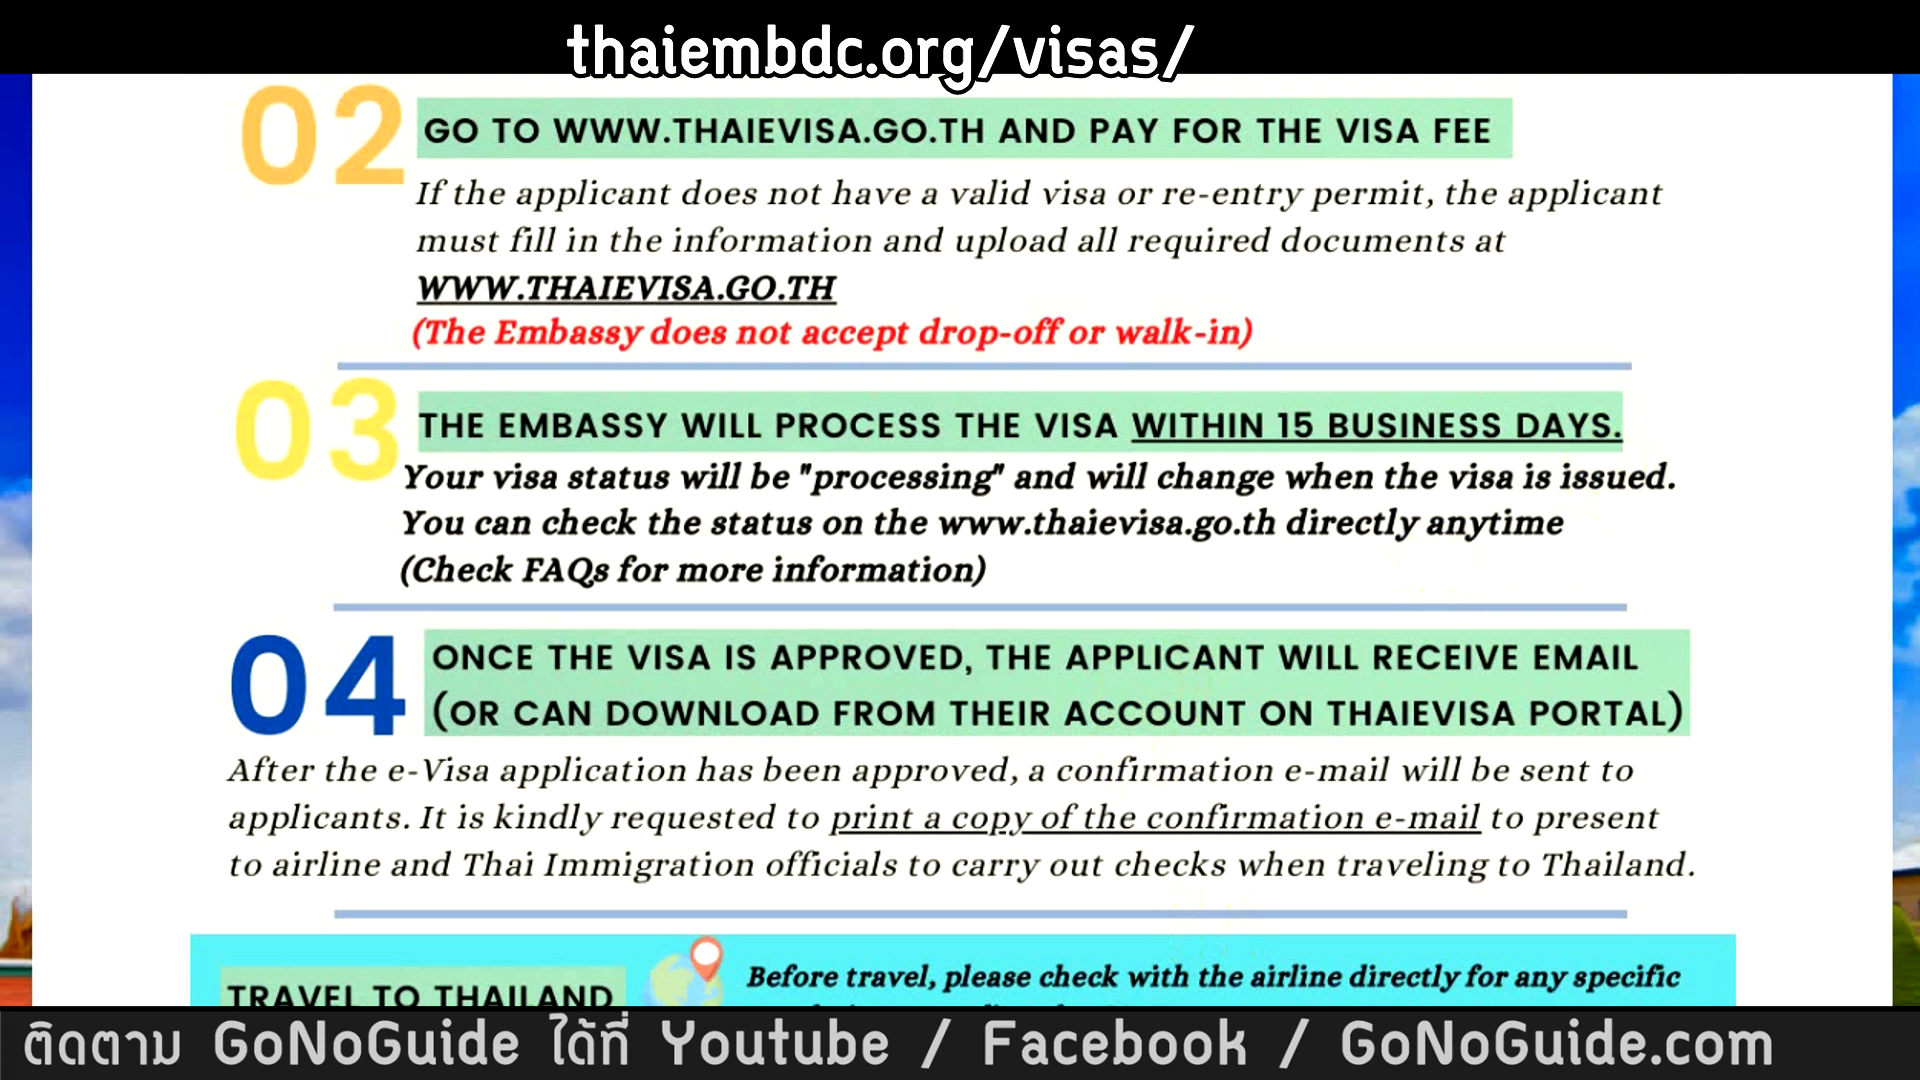 thaiembdc.org/visas/
02
GO TO WWW.THAIEVISA.GO.TH AND PAY FOR THE VISA FEE
If the applicant does not have a valid visa or re-entry permit, the applicant
must fill in the information and upload all required documents at
WWW.THAIEVISA.GO.TH
(The Embassy does not accept drop-off or walk-in)
03
THE EMBASSY WILL PROCESS THE VISA WITHIN 15 BUSINESS DAYS.
Your visa status will be "processing" and will change when the visa is issued.
You can check the status on the www.thaievisa.go.th directly anytime
(Check FAQs for more information)
04
ONCE THE VISA IS APPROVED, THE APPLICANT WILL RECEIVE EMAIL
(OR CAN DOWNLOAD FROM THEIR ACCOUNT ON THAIEVISA PORTAL)
After the e-Visa application has been approved, a confirmation e-mail will be sent to
applicants. It is kindly requested to print a copy of the confirmation e-mail to present
to airline and Thai Immigration officials to carry out checks when traveling to Thailand.
TRAVEL TO THAILAND
Before travel, please check with the airline directly for any specific
ติดตาม GoNoGuide ได้ที่ Youtube / Facebook / GoNoGuide.com